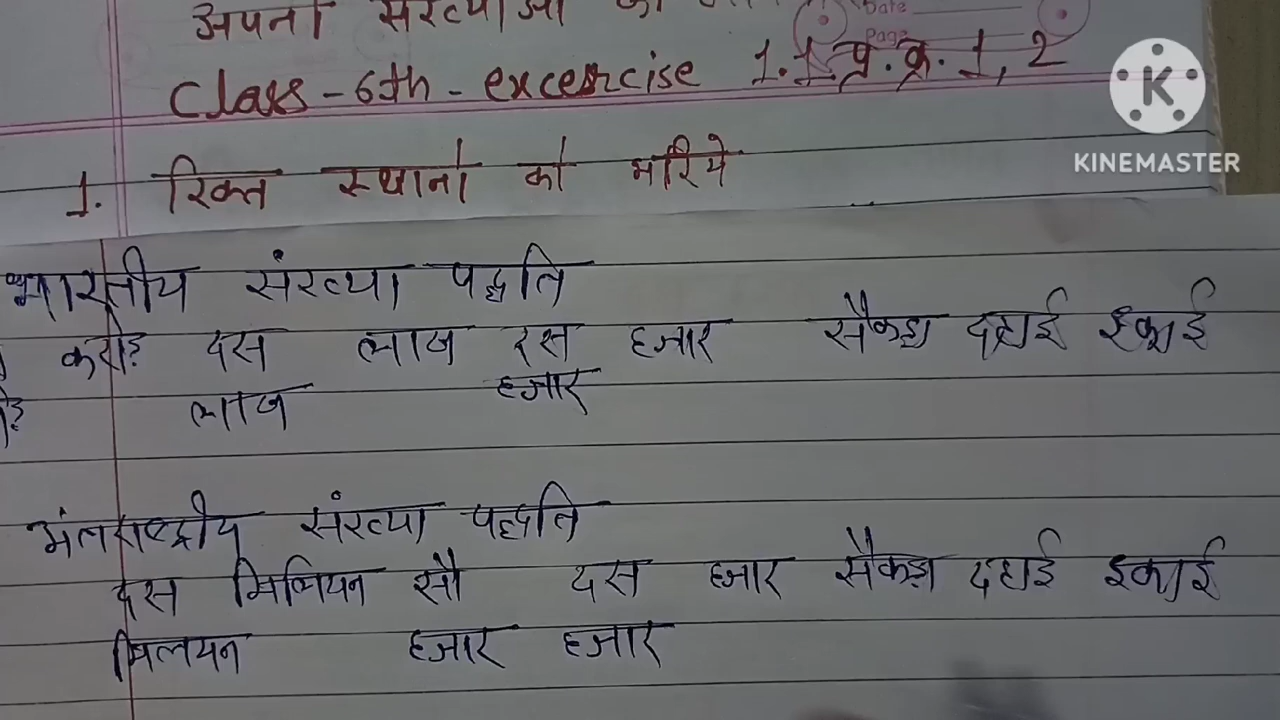 अपनी संख्याओं को
Date
Page
Class - 6th - excercise 1.1 प्र. क्र. 1, 2
K
KINEMASTER
1. रिक्त स्थानो को भरिये
भारतीय संख्या पद्धति
करोड़ दस लाख दस हजार सैकड़ा दहाई इकाई
लाख हजार
अंतराष्ट्रीय संख्या पद्धति
दस मिलियन सौ दस हजार सैकड़ा दहाई इकाई
मिलयन हजार हजार